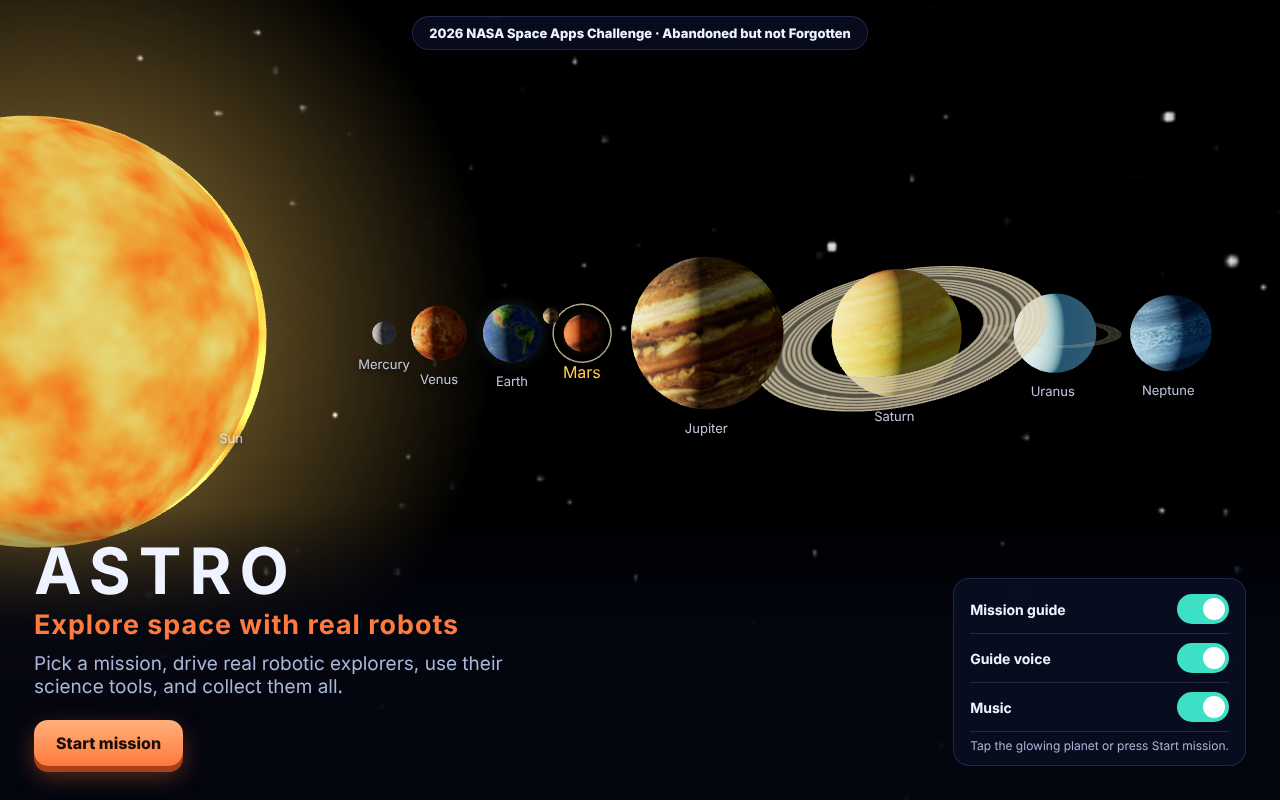 2026 NASA Space Apps Challenge · Abandoned but not Forgotten
Mercury
Venus
Earth
Mars
Jupiter
Saturn
Uranus
Neptune
Sun
ASTRO
Explore space with real robots
Pick a mission, drive real robotic explorers, use their
science tools, and collect them all.
Start mission
Mission guide
Guide voice
Music
Tap the glowing planet or press Start mission.